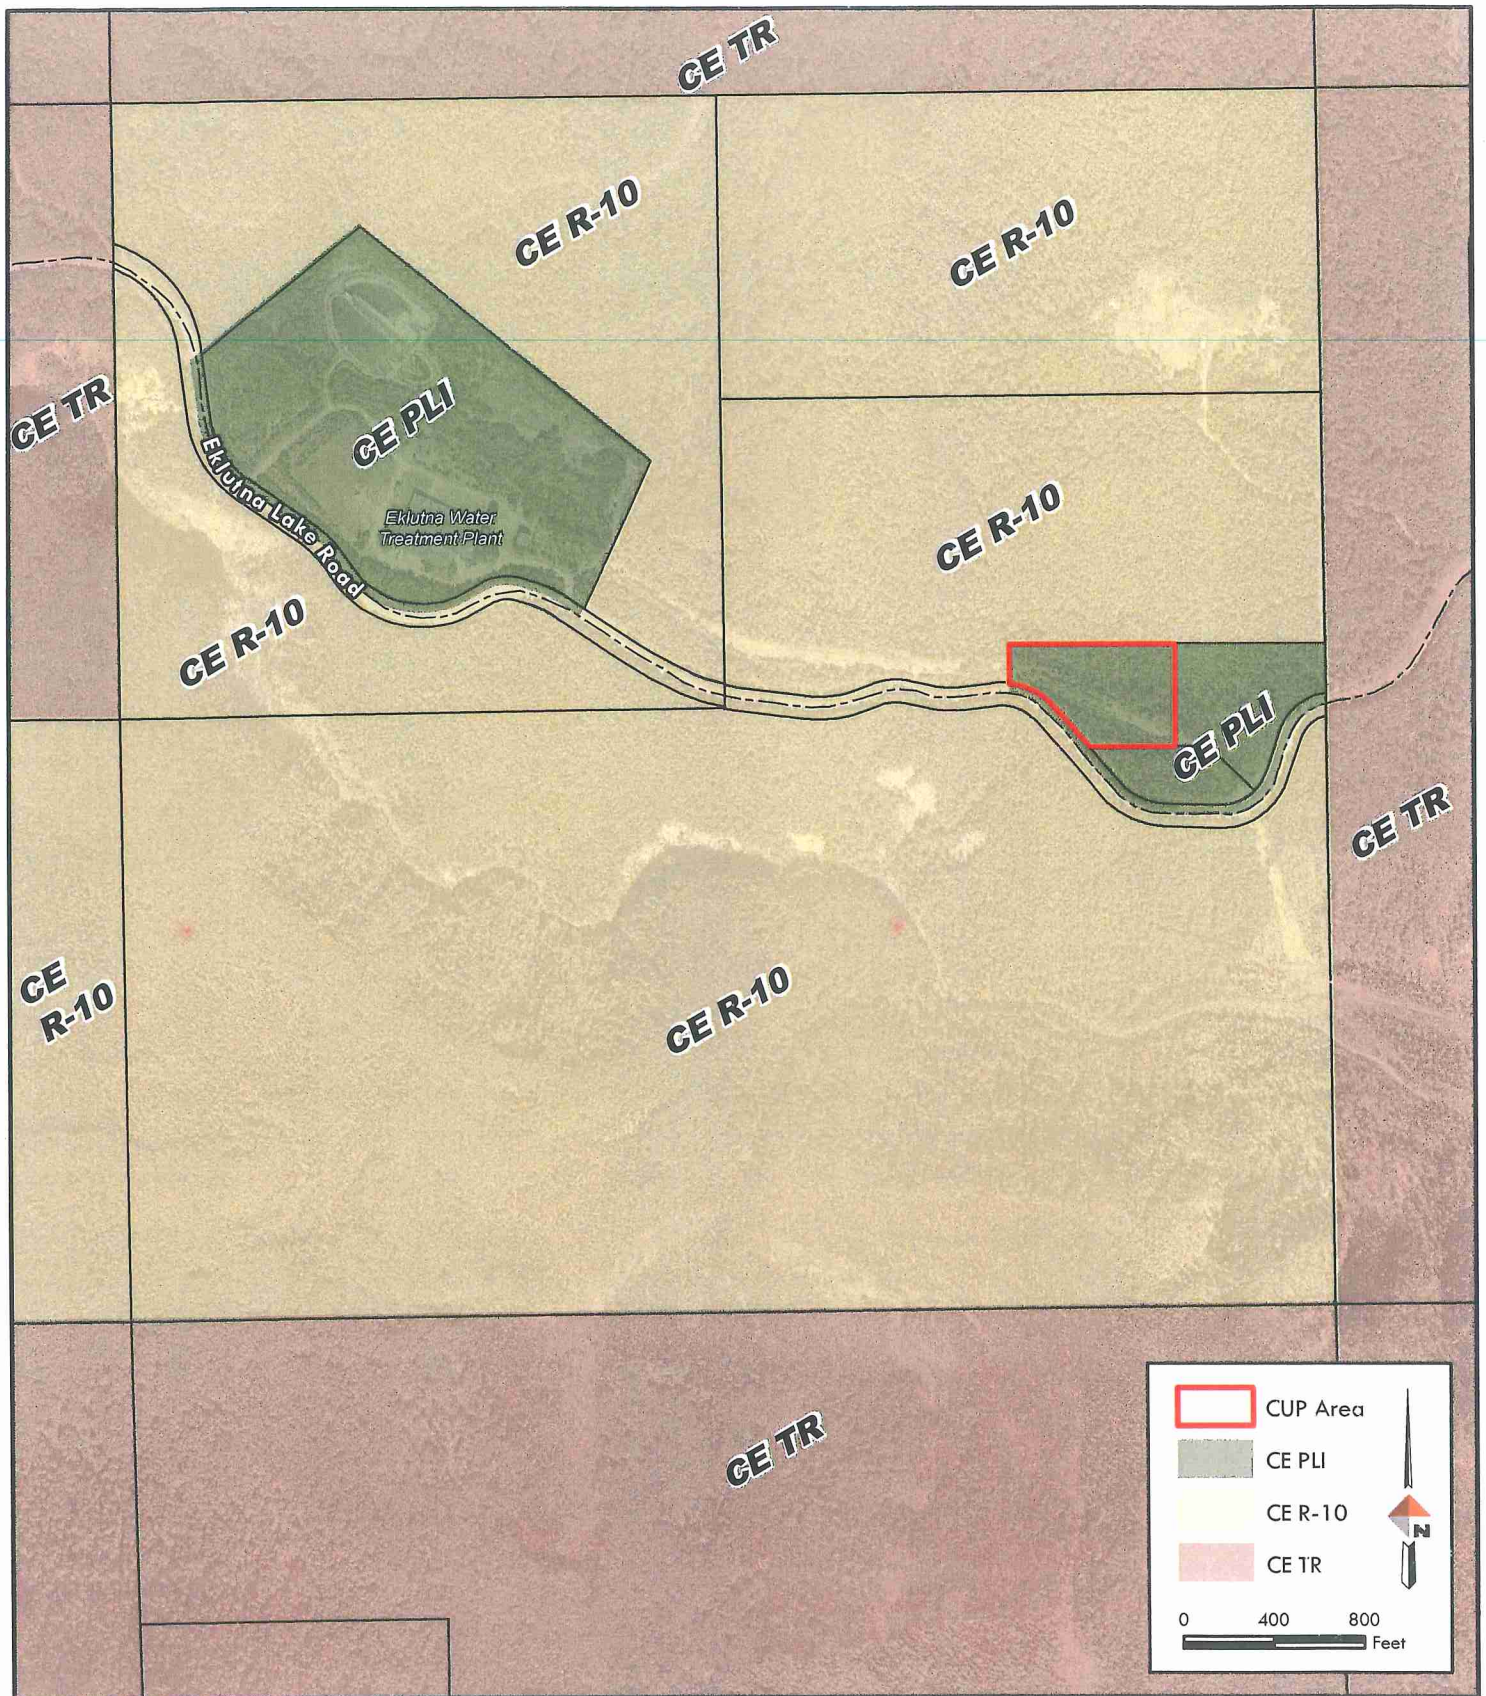 CE TR
CE R-10
CE R-10
CE TR
CE PLI
Eklutna Lake Road
Eklutna Water
Treatment Plant
CE R-10
CE R-10
CE PLI
CE TR
CE
R-10
CE R-10
CE TR
CUP Area
CE PLI
CE R-10
CE TR
N
0 400 800
Feet